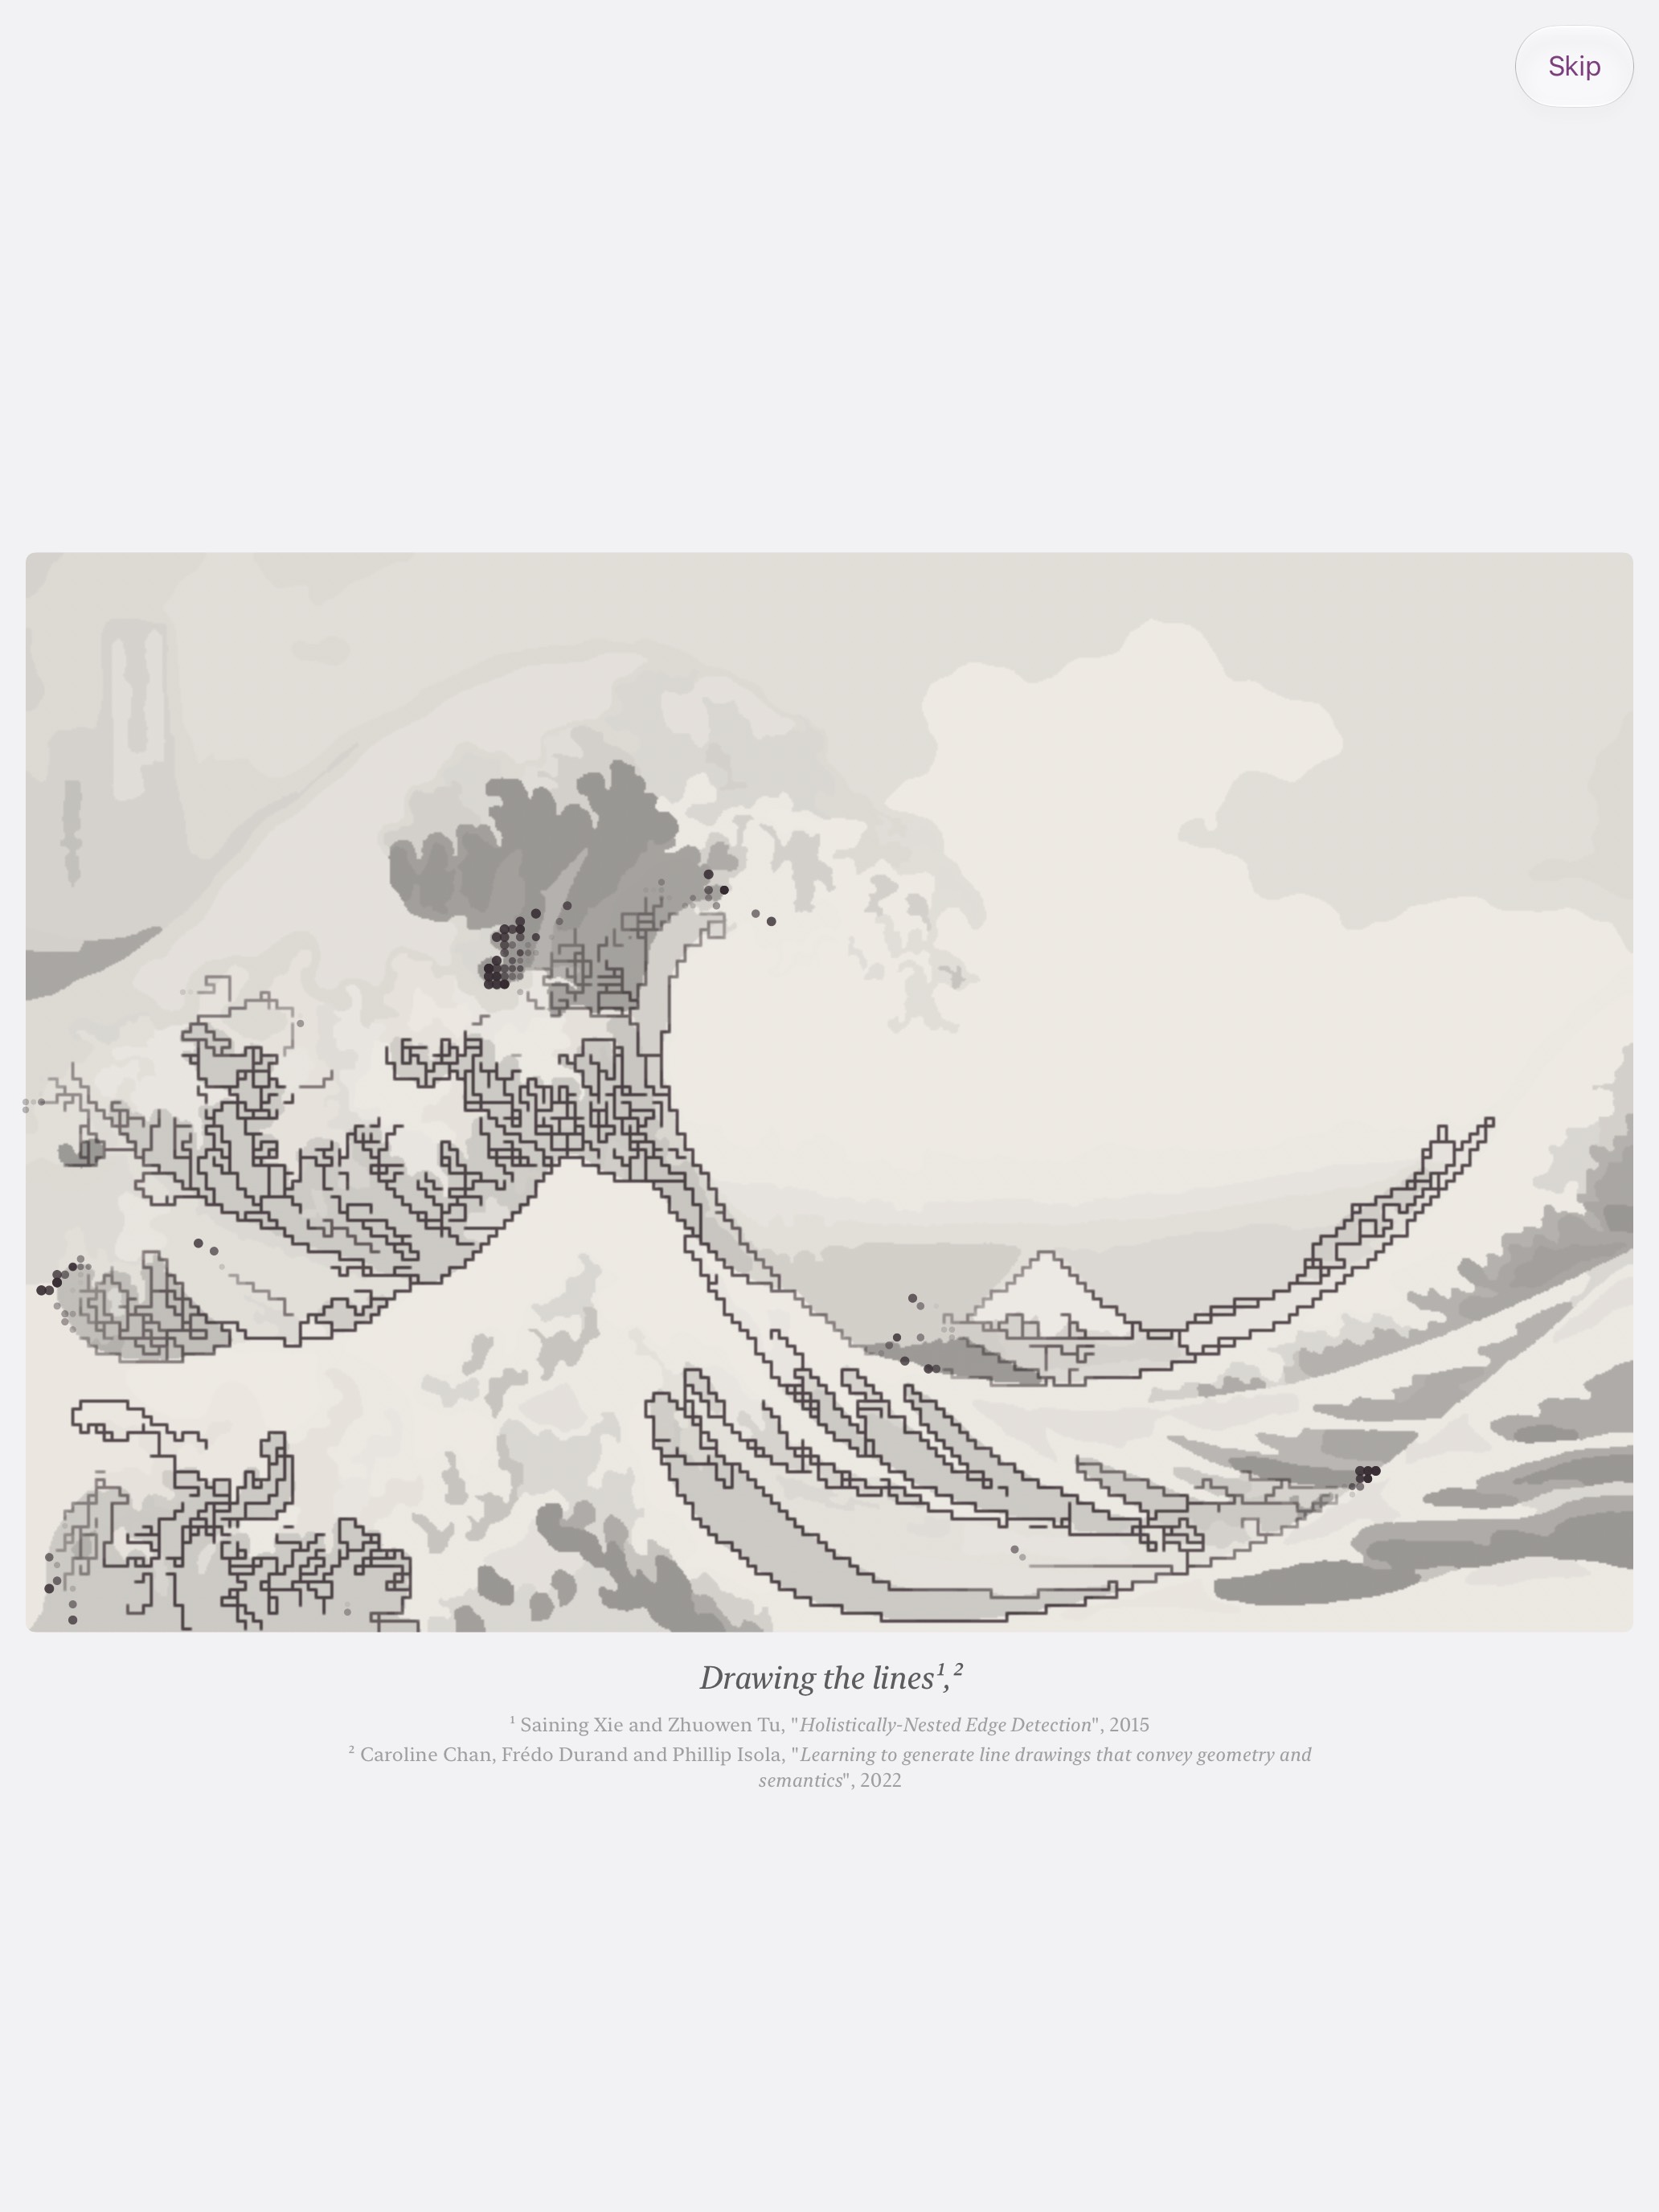 Skip
Drawing the lines¹,²
¹ Saining Xie and Zhuowen Tu, "Holistically-Nested Edge Detection", 2015
² Caroline Chan, Frédo Durand and Phillip Isola, "Learning to generate line drawings that convey geometry and
semantics", 2022